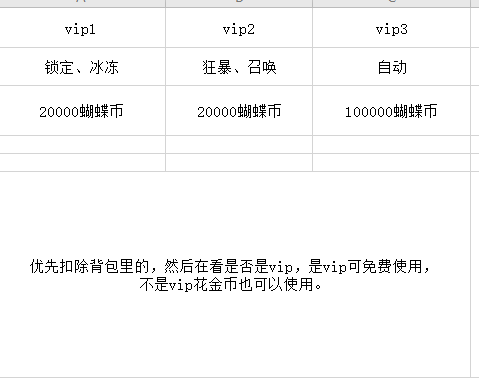 vip1 vip2 vip3
锁定、冰冻 狂暴、召唤 自动
20000蝴蝶币 20000蝴蝶币 100000蝴蝶币
优先扣除背包里的，然后在看是否是vip，是vip可免费使用，
不是vip花金币也可以使用。